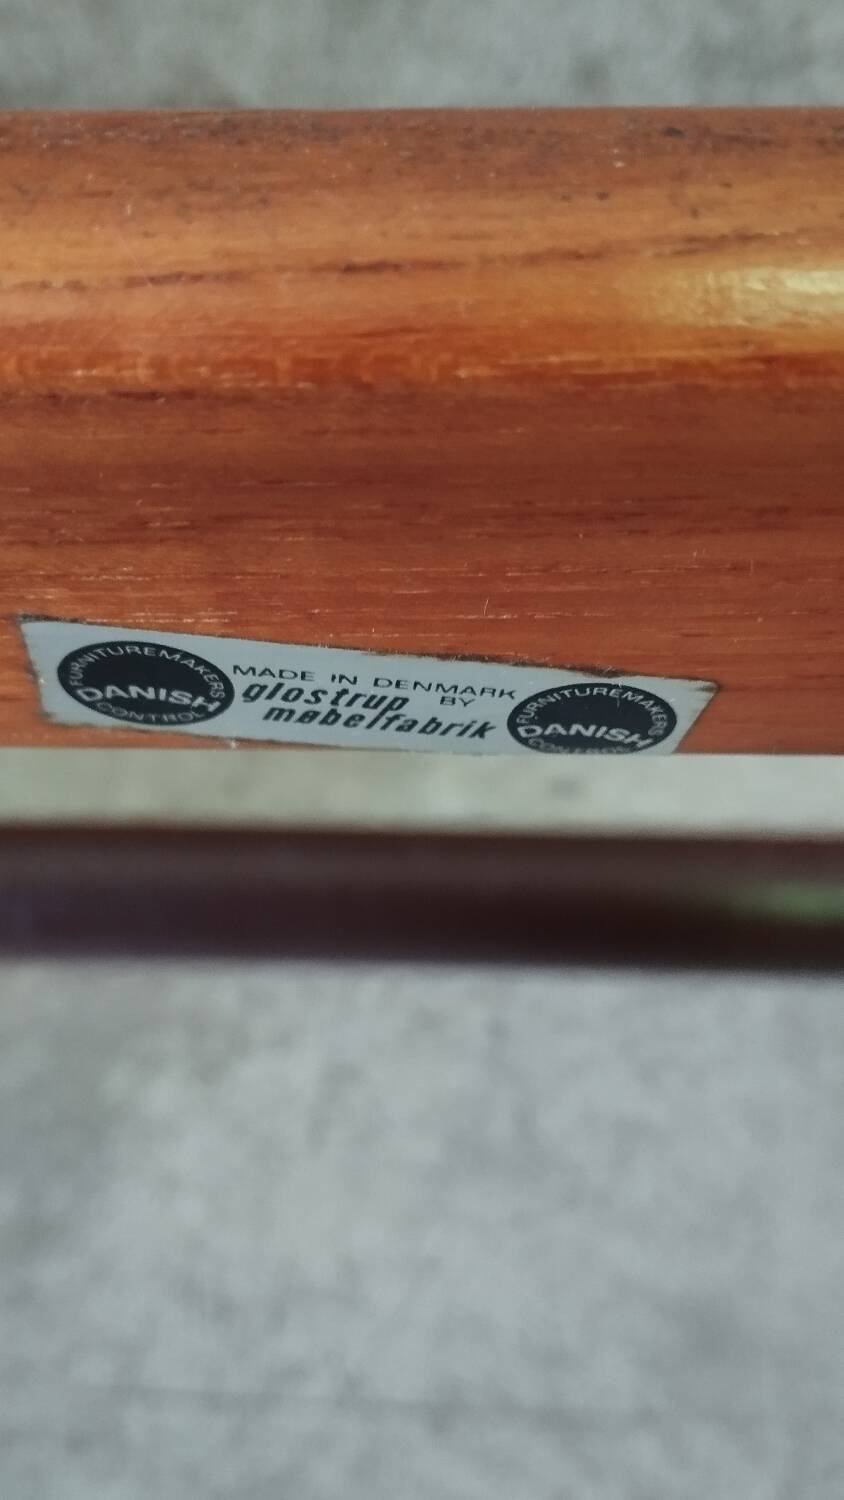 FURNITUREMAKERS
DANISH
CONTROL
MADE IN DENMARK
BY
glostrup
møbelfabrik
FURNITUREMAKERS
DANISH
CONTROL